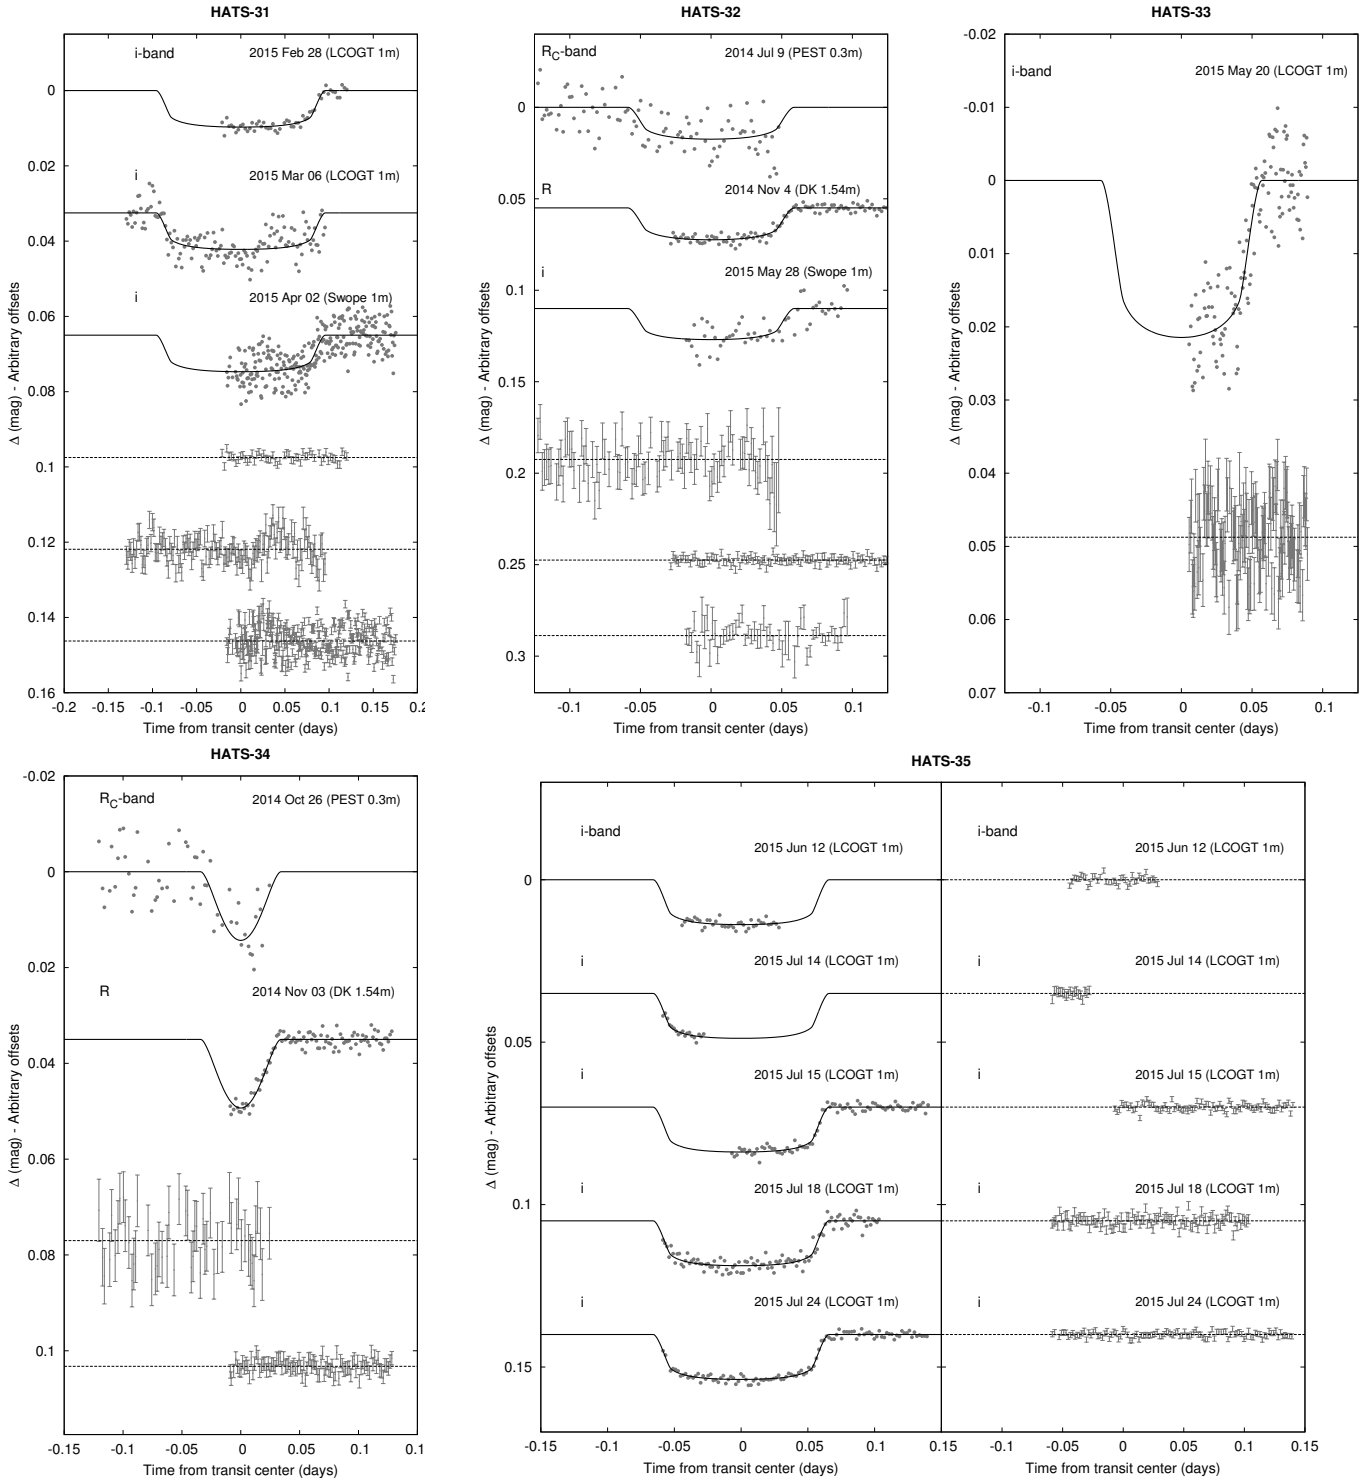 HATS-31
i-band
2015 Feb 28 (LCOGT 1m)
i
2015 Mar 06 (LCOGT 1m)
i
2015 Apr 02 (Swope 1m)
0
0.02
0.04
0.06
0.08
0.1
0.12
0.14
0.16
Δ (mag) - Arbitrary offsets
-0.2 -0.15 -0.1 -0.05 0 0.05 0.1 0.15 0.2
Time from transit center (days)
HATS-32
R_C-band
2014 Jul 9 (PEST 0.3m)
R
2014 Nov 4 (DK 1.54m)
i
2015 May 28 (Swope 1m)
0
0.05
0.1
0.15
0.2
0.25
0.3
Δ (mag) - Arbitrary offsets
-0.1 -0.05 0 0.05 0.1
Time from transit center (days)
HATS-33
i-band
2015 May 20 (LCOGT 1m)
-0.02
-0.01
0
0.01
0.02
0.03
0.04
0.05
0.06
0.07
Δ (mag) - Arbitrary offsets
-0.1 -0.05 0 0.05 0.1
Time from transit center (days)
HATS-34
R_C-band
2014 Oct 26 (PEST 0.3m)
R
2014 Nov 03 (DK 1.54m)
-0.02
0
0.02
0.04
0.06
0.08
0.1
Δ (mag) - Arbitrary offsets
-0.15 -0.1 -0.05 0 0.05 0.1 0.1
Time from transit center (days)
HATS-35
i-band
2015 Jun 12 (LCOGT 1m)
i
2015 Jul 14 (LCOGT 1m)
i
2015 Jul 15 (LCOGT 1m)
i
2015 Jul 18 (LCOGT 1m)
i
2015 Jul 24 (LCOGT 1m)
0
0.05
0.1
0.15
Δ (mag) - Arbitrary offsets
-0.15 -0.1 -0.05 0 0.05 0.1
Time from transit center (days)
i-band
2015 Jun 12 (LCOGT 1m)
i
2015 Jul 14 (LCOGT 1m)
i
2015 Jul 15 (LCOGT 1m)
i
2015 Jul 18 (LCOGT 1m)
i
2015 Jul 24 (LCOGT 1m)
-0.1 -0.05 0 0.05 0.1 0.15
Time from transit center (days)